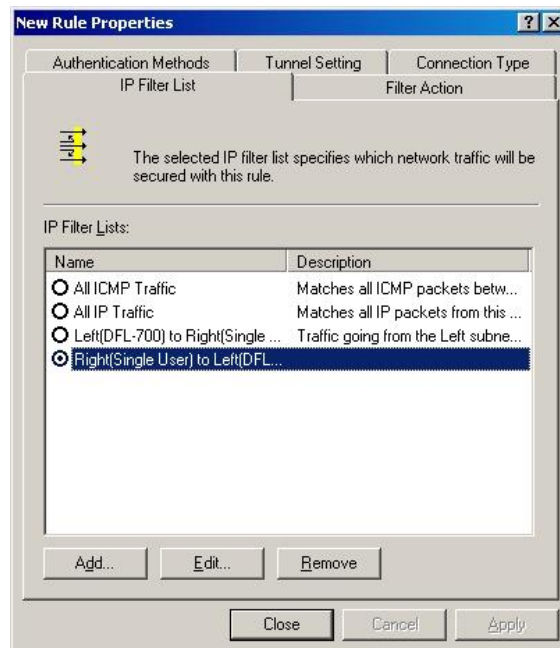 New Rule Properties
Authentication Methods Tunnel Setting Connection Type
IP Filter List Filter Action
The selected IP filter list specifies which network traffic will be
secured with this rule.
IP Filter Lists:
Name Description
All ICMP Traffic Matches all ICMP packets betw...
All IP Traffic Matches all IP packets from this ...
Left(DFL-700) to Right(Single ... Traffic going from the Left subne...
Right(Single User) to Left(DFL...
Add... Edit... Remove
Close Cancel Apply